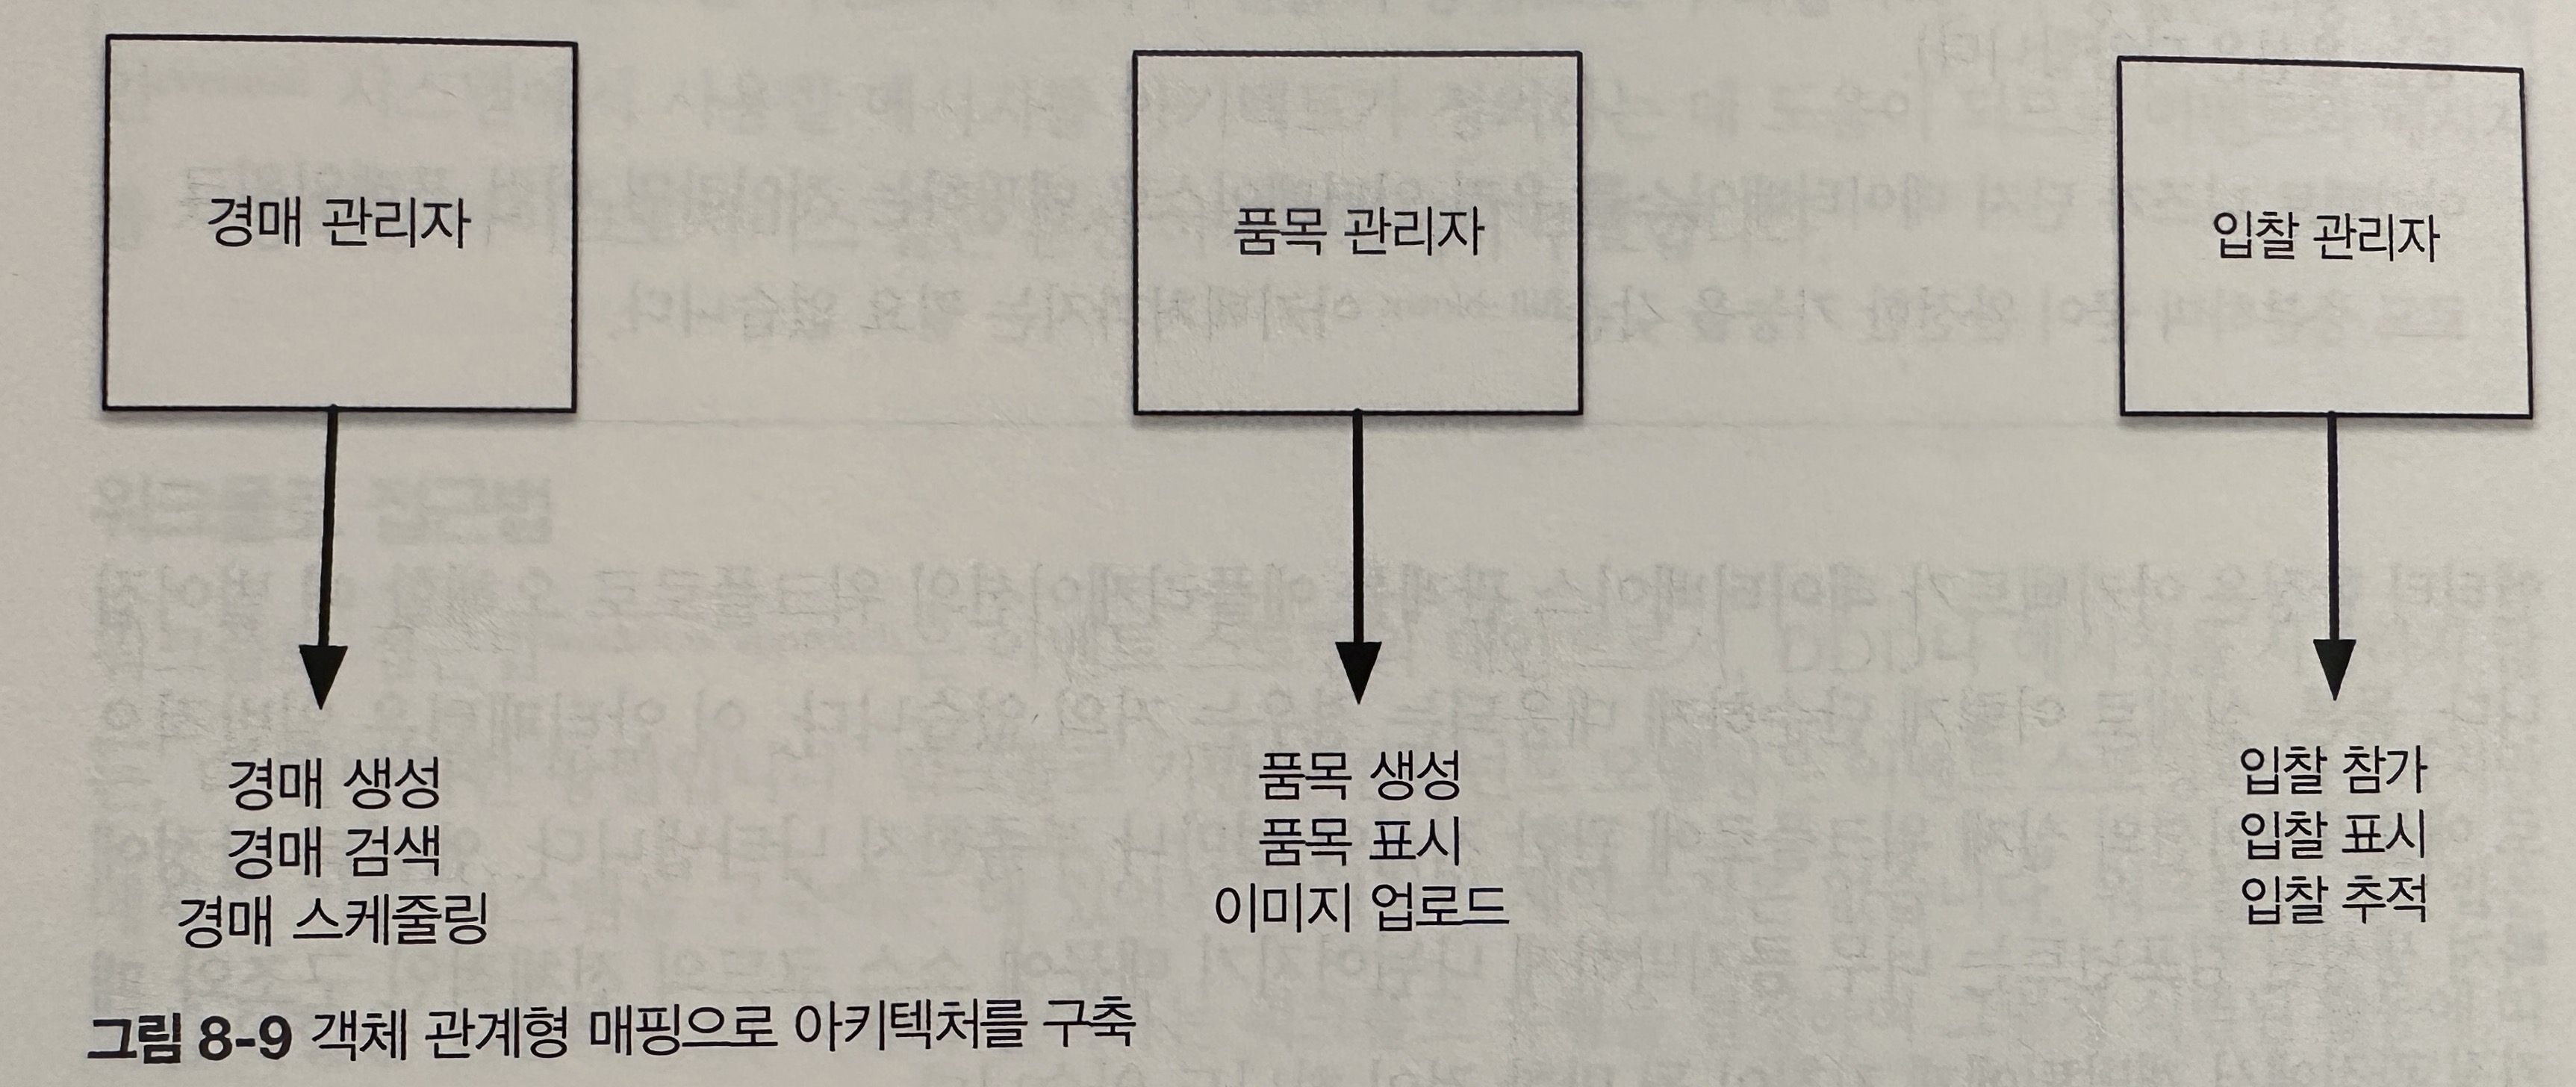 경매 관리자
품목 관리자
입찰 관리자
경매 생성
경매 검색
경매 스케줄링
품목 생성
품목 표시
이미지 업로드
입찰 참가
입찰 표시
입찰 추적
그림 8-9 객체 관계형 매핑으로 아키텍처를 구축